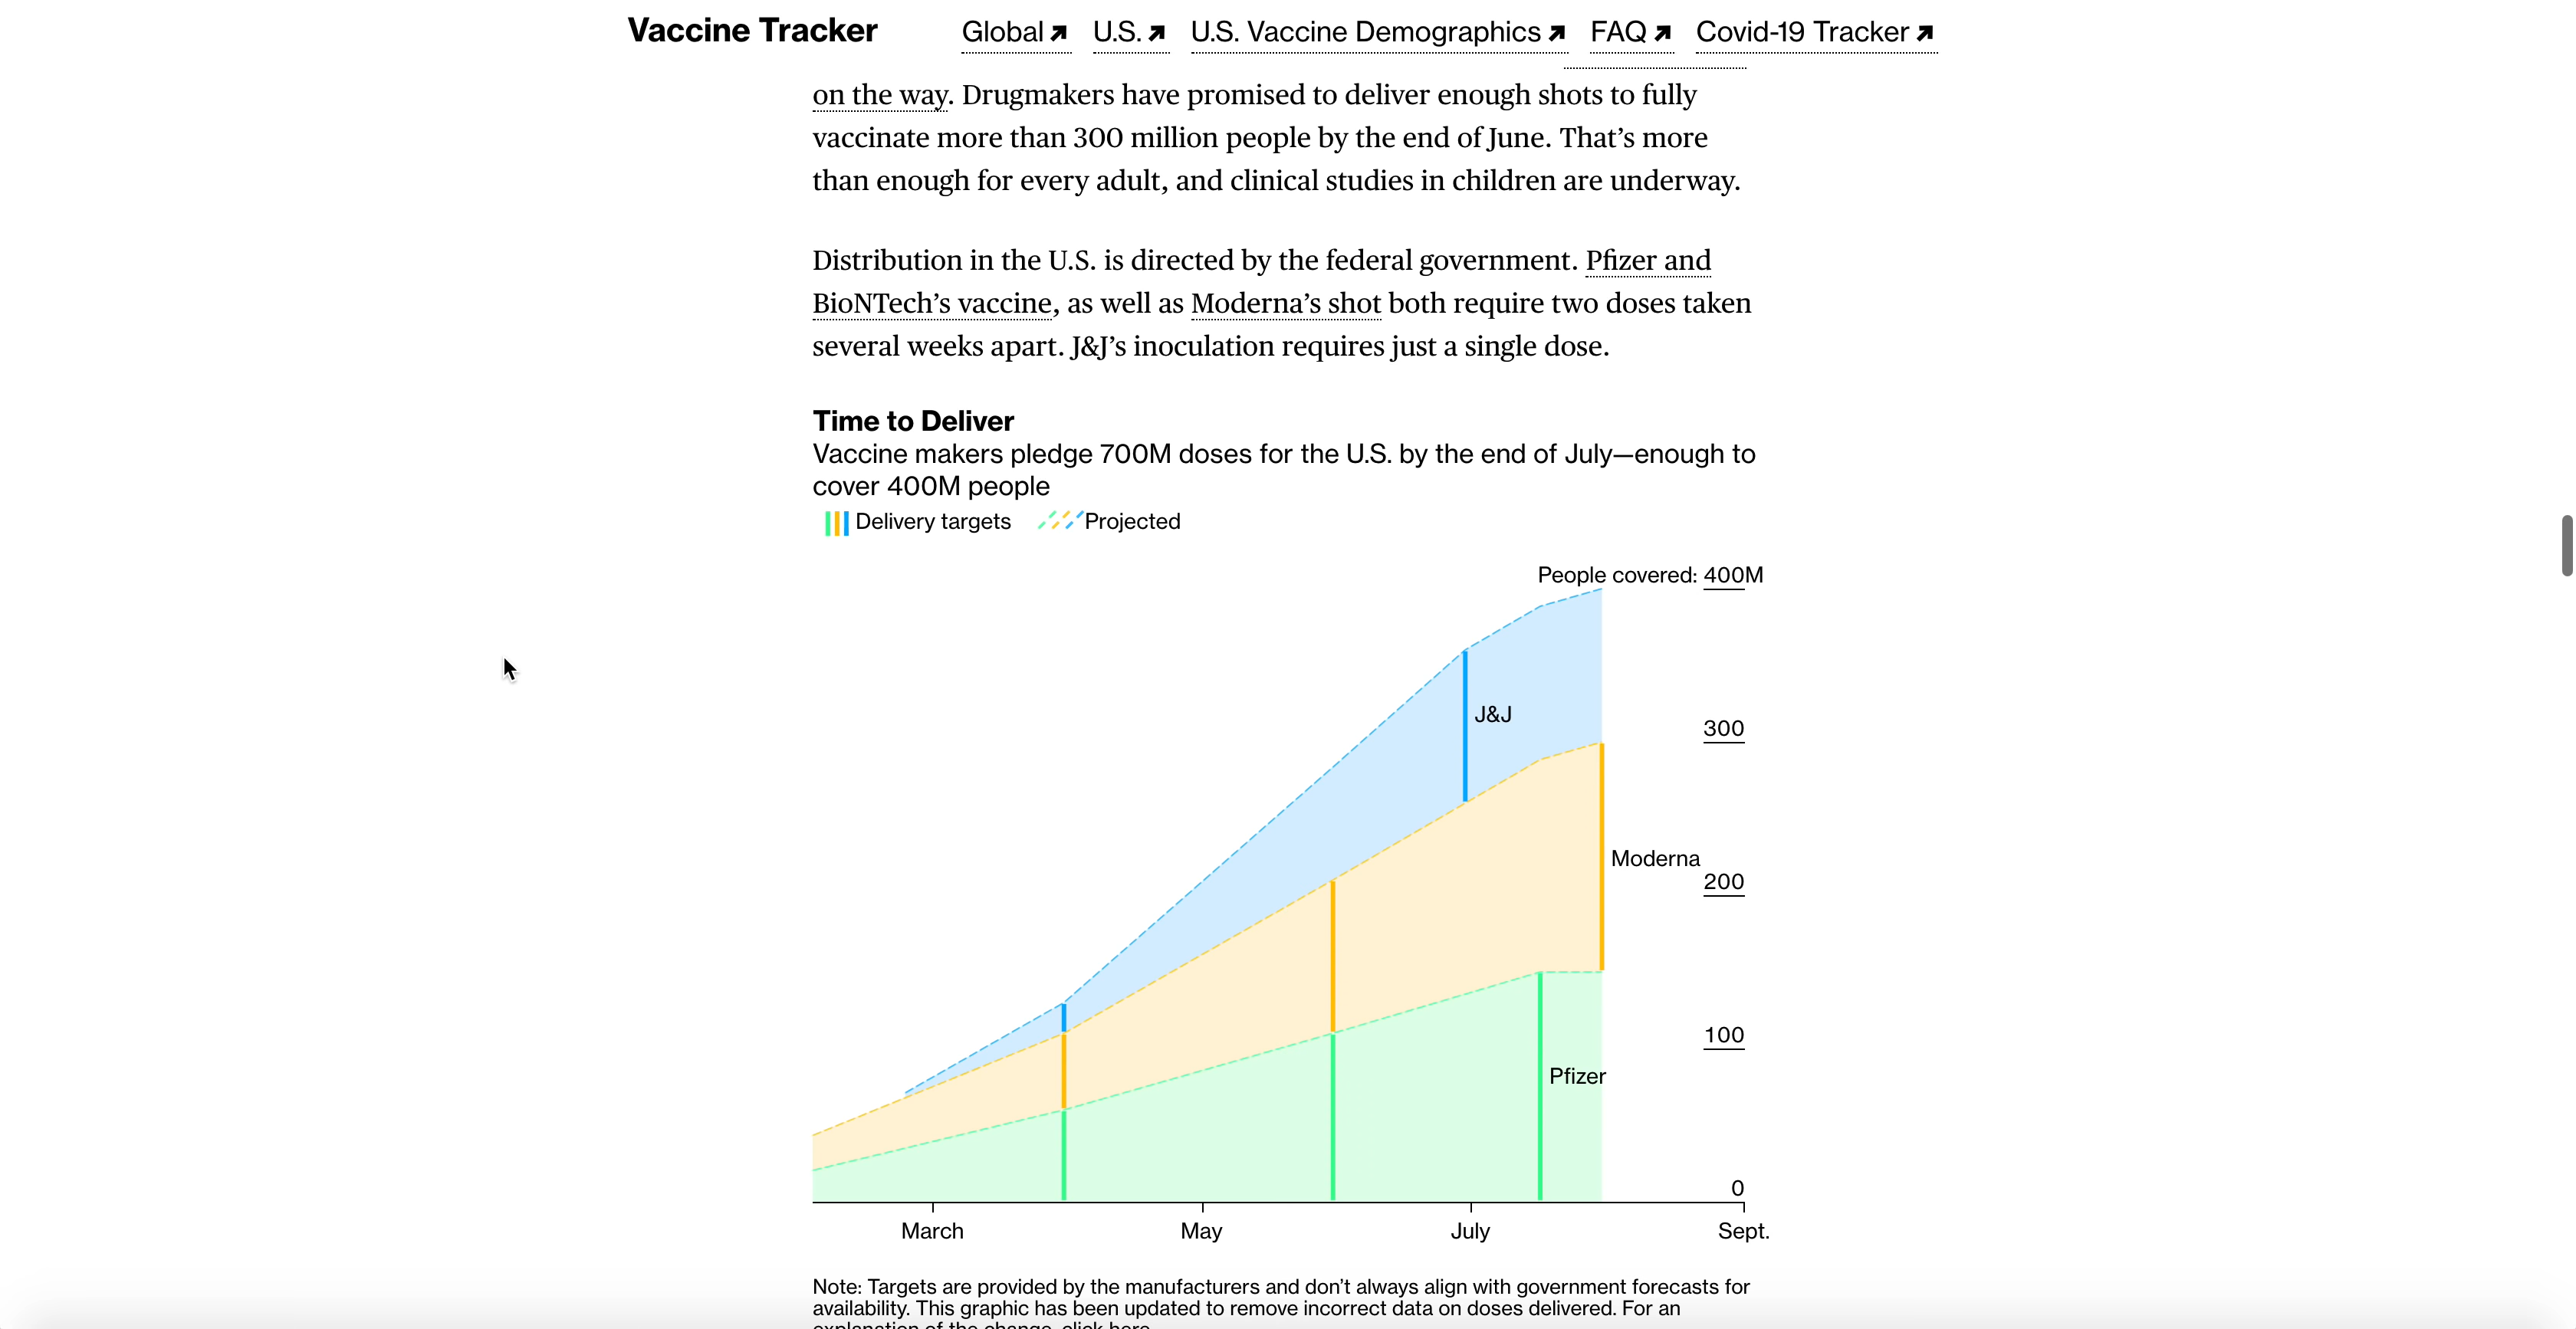 Vaccine Tracker Global U.S. U.S. Vaccine Demographics FAQ Covid-19 Tracker
on the way. Drugmakers have promised to deliver enough shots to fully
vaccinate more than 300 million people by the end of June. That’s more
than enough for every adult, and clinical studies in children are underway.
Distribution in the U.S. is directed by the federal government. Pfizer and
BioNTech’s vaccine, as well as Moderna’s shot both require two doses taken
several weeks apart. J&J’s inoculation requires just a single dose.
Time to Deliver
Vaccine makers pledge 700M doses for the U.S. by the end of July—enough to
cover 400M people
Delivery targets Projected
People covered: 400M
J&J
300
Moderna
200
100
Pfizer
0
March May July Sept.
Note: Targets are provided by the manufacturers and don’t always align with government forecasts for
availability. This graphic has been updated to remove incorrect data on doses delivered. For an
explanation of the change, click here.